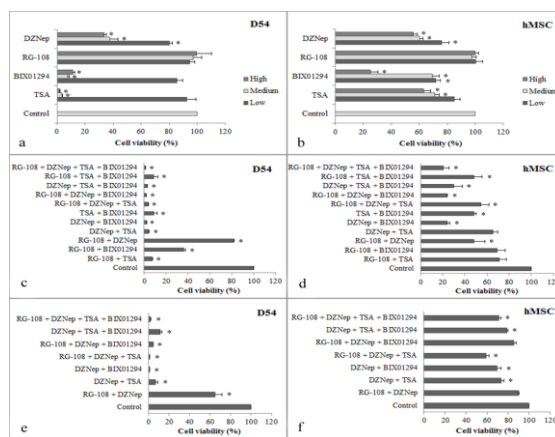 D54
DZNep
RG-108
BIX01294
TSA
Control
High
Medium
Low
0 20 40 60 80 100 120
Cell viability (%)
a
hMSC
DZNep
RG-108
BIX01294
TSA
Control
High
Medium
Low
0 20 40 60 80 100 120
Cell viability (%)
b
D54
RG-108 + DZNep + TSA + BIX01294
RG-108 + TSA + BIX01294
DZNep + TSA + BIX01294
RG-108 + DZNep + BIX01294
RG-108 + DZNep + TSA
TSA + BIX01294
DZNep + BIX01294
DZNep + TSA
RG-108 + DZNep
RG-108 + BIX01294
RG-108 + TSA
Control
0 20 40 60 80 100 120
Cell viability (%)
c
hMSC
RG-108 + DZNep + TSA + BIX01294
RG-108 + TSA + BIX01294
DZNep + TSA + BIX01294
RG-108 + DZNep + BIX01294
RG-108 + DZNep + TSA
TSA + BIX01294
DZNep + BIX01294
DZNep + TSA
RG-108 + DZNep
RG-108 + BIX01294
RG-108 + TSA
Control
0 20 40 60 80 100 120
Cell viability (%)
d
D54
RG-108 + DZNep + TSA + BIX01294
DZNep + TSA + BIX01294
RG-108 + DZNep + BIX01294
RG-108 + DZNep + TSA
DZNep + BIX01294
DZNep + TSA
RG-108 + DZNep
Control
0 20 40 60 80 100 120
Cell viability (%)
e
hMSC
RG-108 + DZNep + TSA + BIX01294
DZNep + TSA + BIX01294
RG-108 + DZNep + BIX01294
RG-108 + DZNep + TSA
DZNep + BIX01294
DZNep + TSA
RG-108 + DZNep
Control
0 20 40 60 80 100 120
Cell viability (%)
f